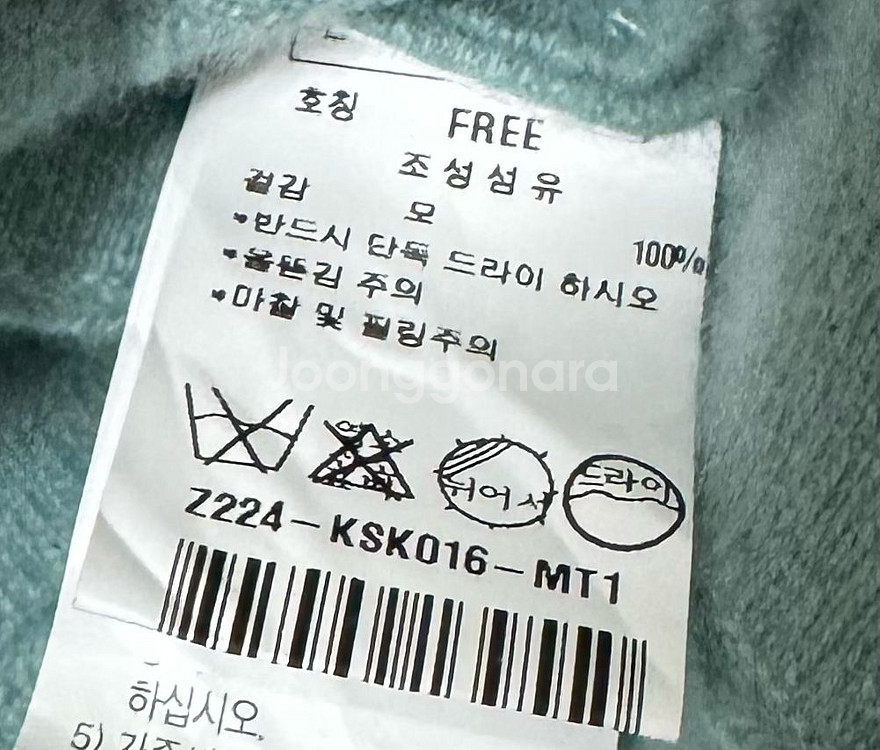 호칭 FREE
조성섬유
겉감 모 100%
•반드시 단독 드라이 하시오
•올뜯김 주의
•마찰 및 필링주의
Joonggonara
뉘어서
드라이
Z224-KSK016-MT1
하십시오.
5)